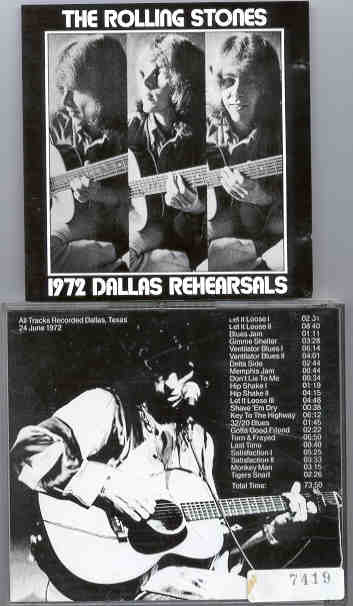 THE ROLLING STONES
1972 DALLAS REHEARSALS
All Tracks Recorded Dallas, Texas
24 June 1972
Let It Loose I 02:31
Let It Loose II 08:40
Blues Jam 01:11
Gimmie Shelter 03:28
Ventilator Blues I 06:14
Ventilator Blues II 04:01
Delta Side 02:44
Memphis Jam 00:44
Don't Lie To Me 00:34
Hip Shake I 01:19
Hip Shake II 04:15
Let It Loose III 04:48
Shave 'Em Dry 00:38
Key To The Highway 06:12
32/20 Blues 01:45
Gotta Good Friend 02:22
Torn & Frayed 06:50
Last Time 00:40
Satisfaction I 05:25
Satisfaction II 03:33
Monkey Man 03:15
Tigers Snarl 02:26
Total Time: 73:50
7419